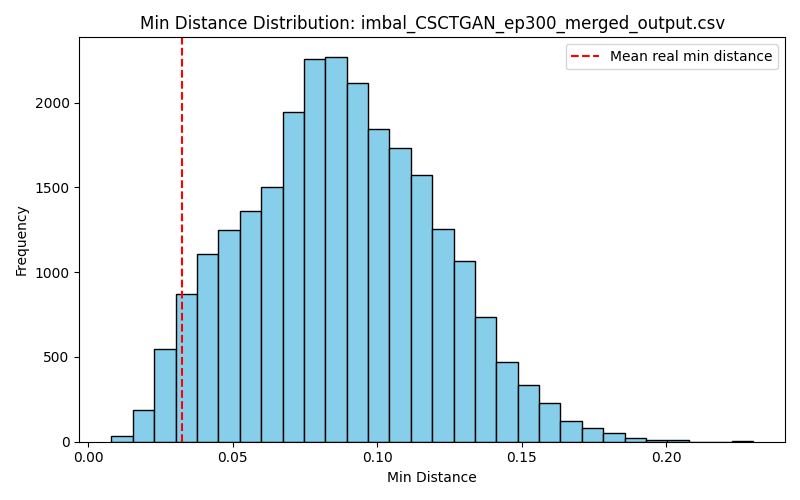 Min Distance Distribution: imbal_CSCTGAN_ep300_merged_output.csv
Mean real min distance
Frequency
2000
1500
1000
500
0
0.00 0.05 0.10 0.15 0.20
Min Distance